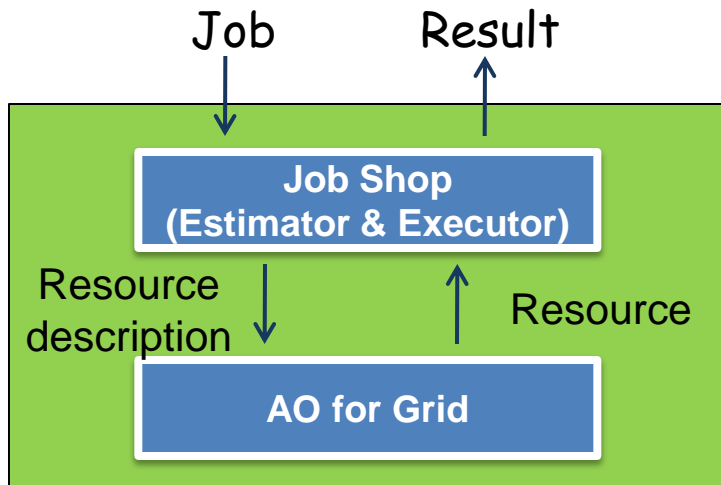 Job Result
Job Shop
(Estimator & Executor)
Resource
description
Resource
AO for Grid